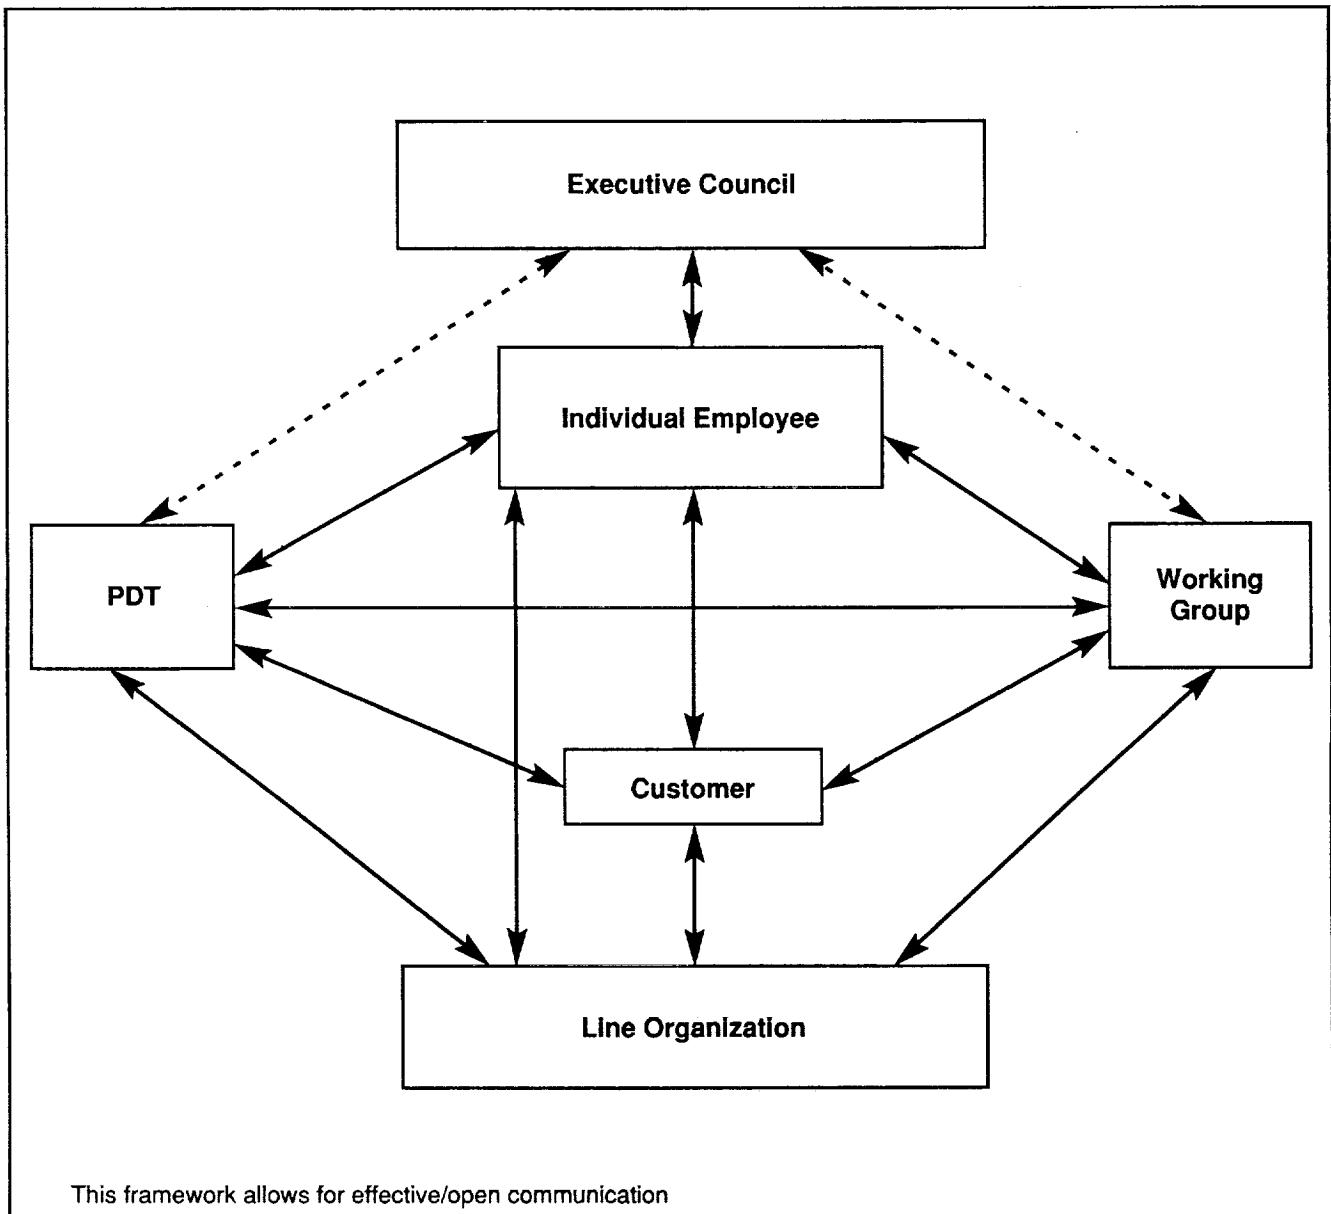 Executive Council
Individual Employee
PDT
Working
Group
Customer
Line Organization
This framework allows for effective/open communication